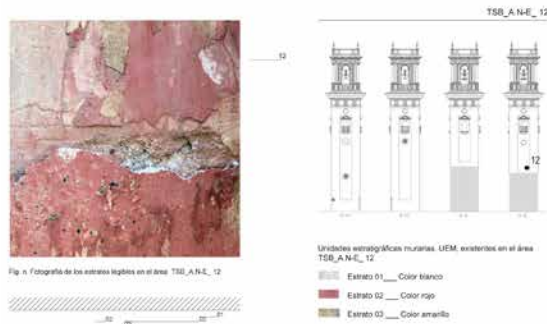 TSB_A.N-E_ 12
12
12
Fig. n. Fotografía de los estratos legibles en el área TSB_A.N-E_ 12
Unidades estratigráficas murarias. UEM, existentes en el área
TSB_A.N-E_ 12
Estrato 01___ Color blanco
Estrato 02 ___ Color rojo
Estrato 03 ___ Color amarillo
01